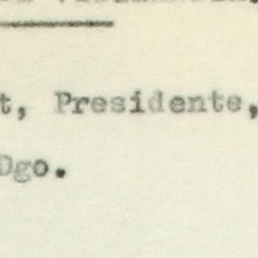 t, Presidente,
Dgo.